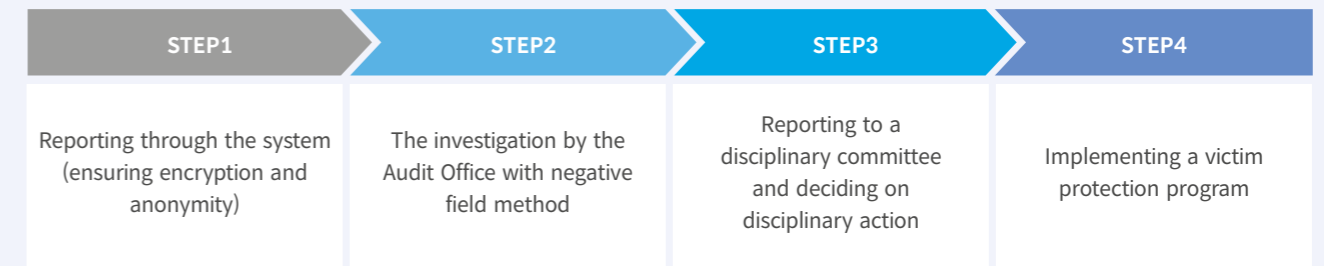 STEP1
STEP2
STEP3
STEP4
Reporting through the system
(ensuring encryption and
anonymity)
The investigation by the
Audit Office with negative
field method
Reporting to a
disciplinary committee
and deciding on
disciplinary action
Implementing a victim
protection program